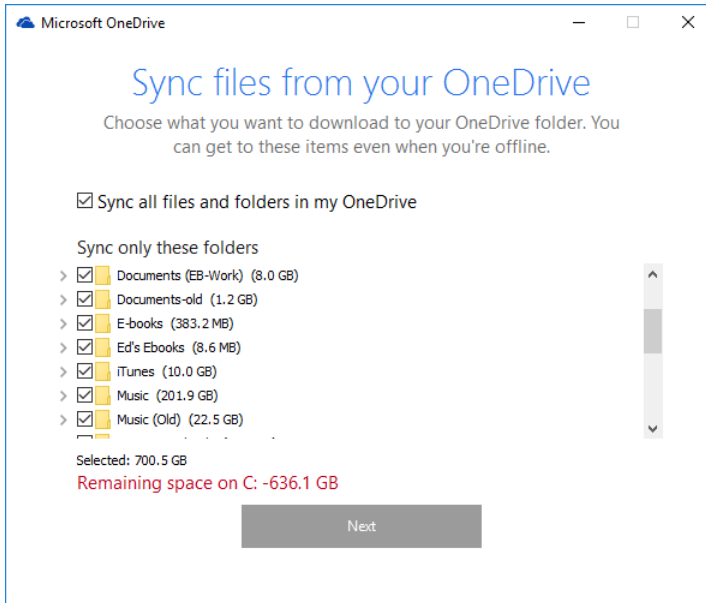 Microsoft OneDrive
Sync files from your OneDrive
Choose what you want to download to your OneDrive folder. You
can get to these items even when you're offline.
Sync all files and folders in my OneDrive
Sync only these folders
Documents (EB-Work) (8.0 GB)
Documents-old (1.2 GB)
E-books (383.2 MB)
Ed's Ebooks (8.6 MB)
iTunes (10.0 GB)
Music (201.9 GB)
Music (Old) (22.5 GB)
Selected: 700.5 GB
Remaining space on C: -636.1 GB
Next